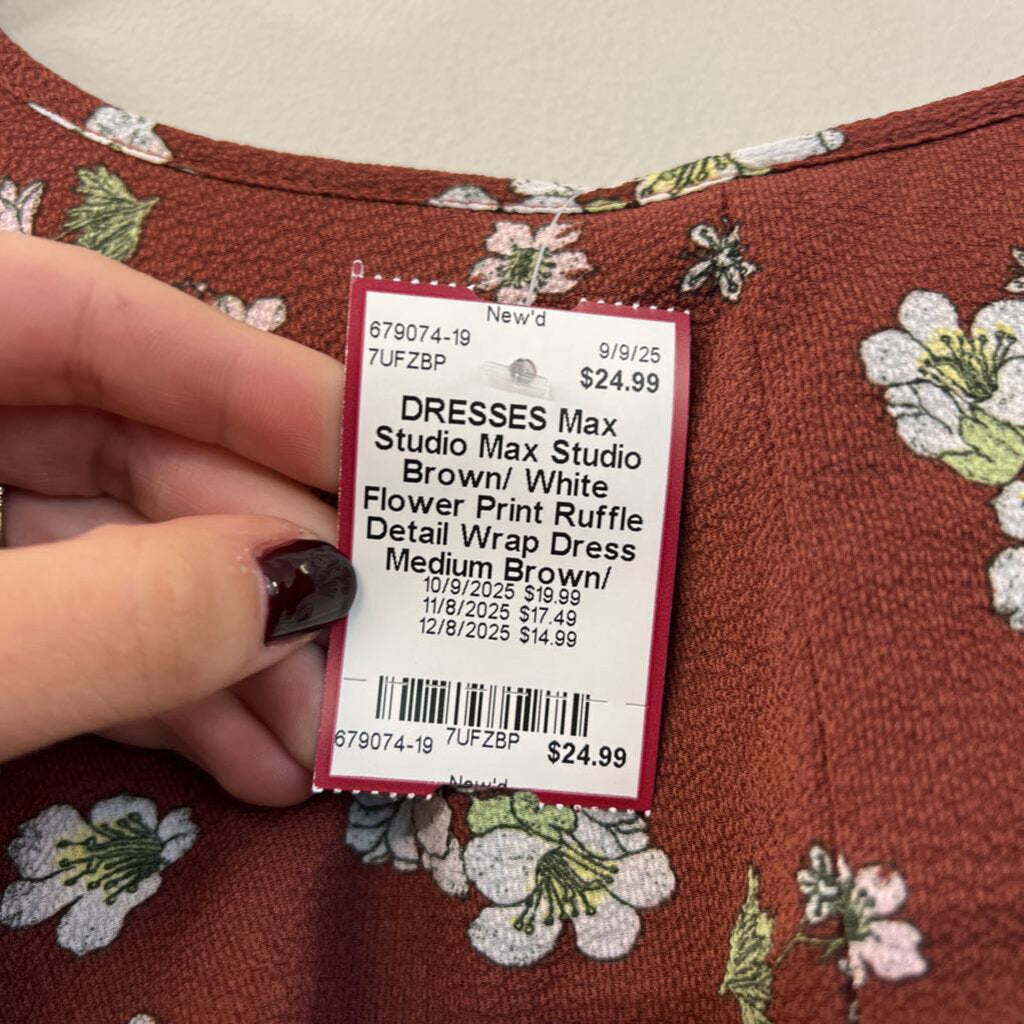 New'd
679074-19
7UFZBP
9/9/25
$24.99
DRESSES Max
Studio Max Studio
Brown/ White
Flower Print Ruffle
Detail Wrap Dress
Medium Brown/
10/9/2025 $19.99
11/8/2025 $17.49
12/8/2025 $14.99
679074-19 7UFZBP $24.99
New'd